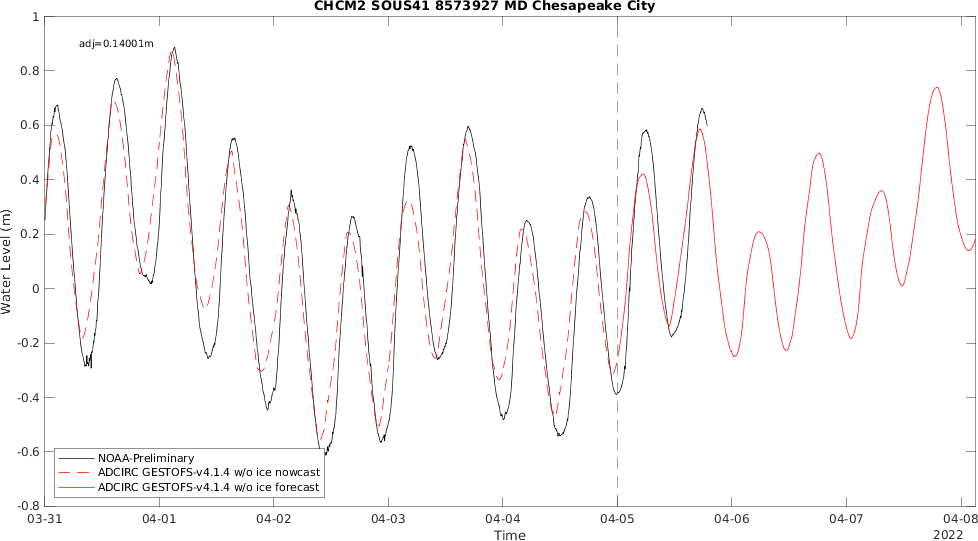 CHCM2 SOUS41 8573927 MD Chesapeake City
adj=0.14001m
1
0.8
0.6
0.4
0.2
0
-0.2
-0.4
-0.6
-0.8
Water Level (m)
NOAA-Preliminary
ADCIRC GESTOFS-v4.1.4 w/o ice nowcast
ADCIRC GESTOFS-v4.1.4 w/o ice forecast
03-31 04-01 04-02 04-03 04-04 04-05 04-06 04-07 04-08
Time
2022